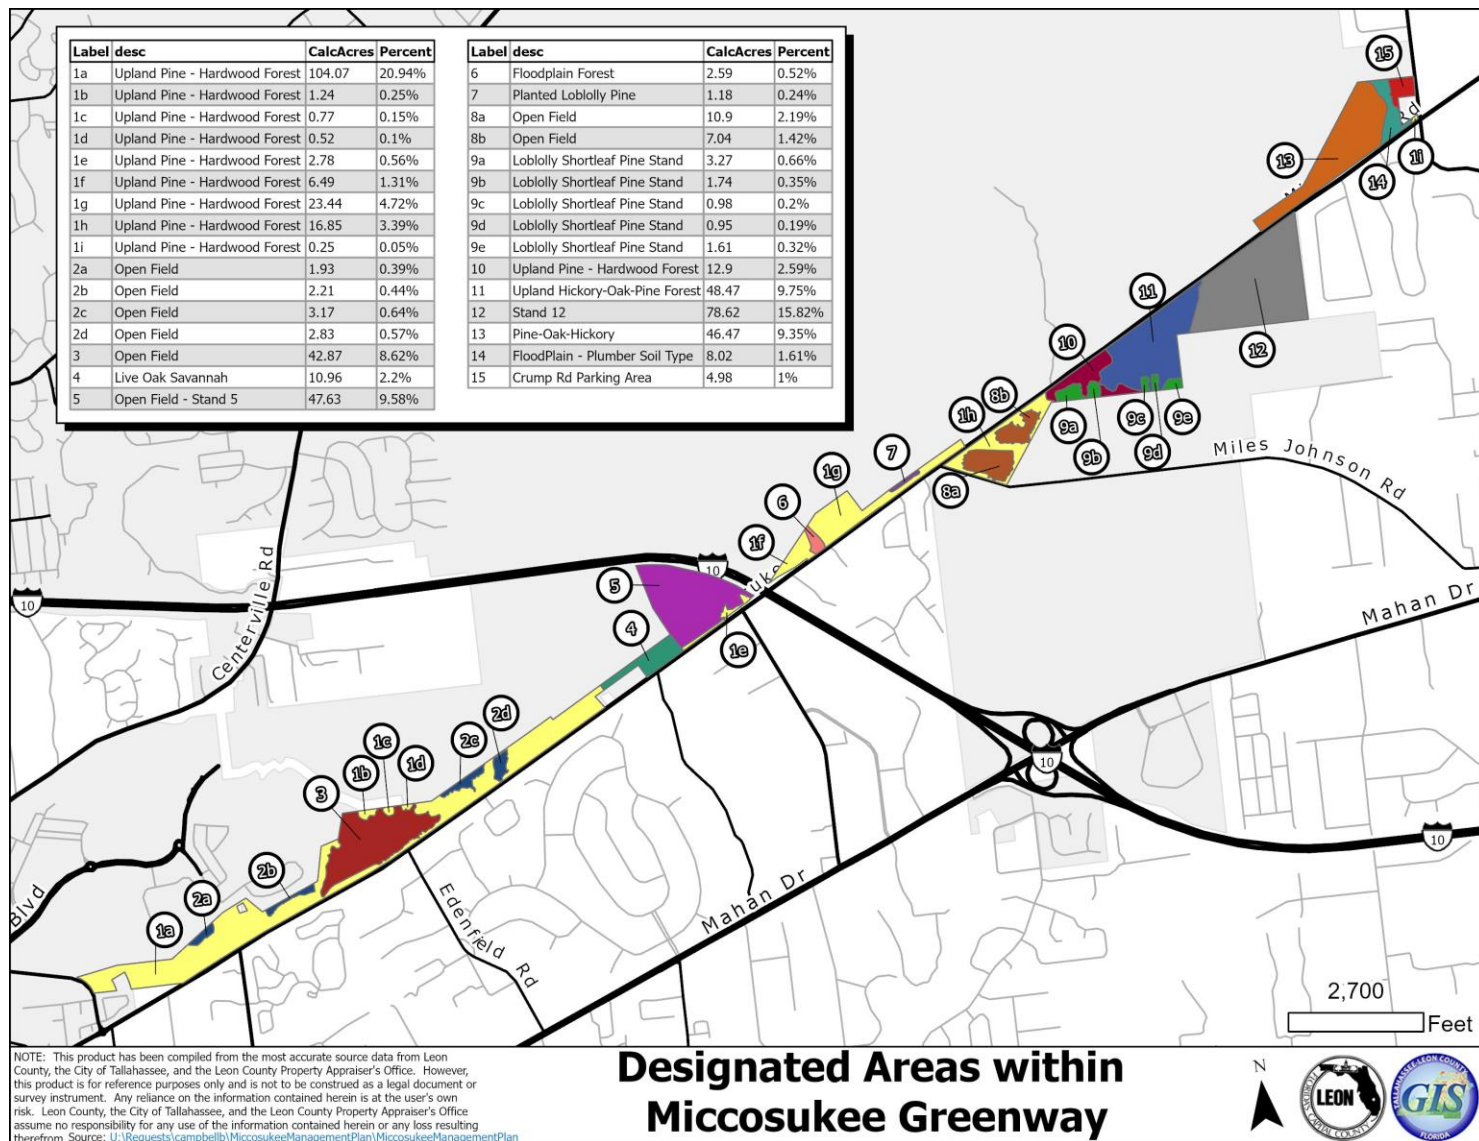 Label desc CalcAcres Percent
1a Upland Pine - Hardwood Forest 104.07 20.94%
1b Upland Pine - Hardwood Forest 1.24 0.25%
1c Upland Pine - Hardwood Forest 0.77 0.15%
1d Upland Pine - Hardwood Forest 0.52 0.1%
1e Upland Pine - Hardwood Forest 2.78 0.56%
1f Upland Pine - Hardwood Forest 6.49 1.31%
1g Upland Pine - Hardwood Forest 23.44 4.72%
1h Upland Pine - Hardwood Forest 16.85 3.39%
1i Upland Pine - Hardwood Forest 0.25 0.05%
2a Open Field 1.93 0.39%
2b Open Field 2.21 0.44%
2c Open Field 3.17 0.64%
2d Open Field 2.83 0.57%
3 Open Field 42.87 8.62%
4 Live Oak Savannah 10.96 2.2%
5 Open Field - Stand 5 47.63 9.58%
Label desc CalcAcres Percent
6 Floodplain Forest 2.59 0.52%
7 Planted Loblolly Pine 1.18 0.24%
8a Open Field 10.9 2.19%
8b Open Field 7.04 1.42%
9a Loblolly Shortleaf Pine Stand 3.27 0.66%
9b Loblolly Shortleaf Pine Stand 1.74 0.35%
9c Loblolly Shortleaf Pine Stand 0.98 0.2%
9d Loblolly Shortleaf Pine Stand 0.95 0.19%
9e Loblolly Shortleaf Pine Stand 1.61 0.32%
10 Upland Pine - Hardwood Forest 12.9 2.59%
11 Upland Hickory-Oak-Pine Forest 48.47 9.75%
12 Stand 12 78.62 15.82%
13 Pine-Oak-Hickory 46.47 9.35%
14 FloodPlain - Plumber Soil Type 8.02 1.61%
15 Crump Rd Parking Area 4.98 1%
15
Rd
13
14
1i
11
12
10
8b
1h
9a
9b
9c
9d
9e
8a
7
1g
6
1f
Miles Johnson Rd
10
10
5
4
1e
Centerville Rd
Mahan Dr
2d
2c
1c
1b
1d
3
10
10
2b
2a
1a
Blvd
Edenfield Rd
Mahan Dr
2,700
Feet
NOTE: This product has been compiled from the most accurate source data from Leon
County, the City of Tallahassee, and the Leon County Property Appraiser's Office. However,
this product is for reference purposes only and is not to be construed as a legal document or
survey instrument. Any reliance on the information contained herein is at the user's own
risk. Leon County, the City of Tallahassee, and the Leon County Property Appraiser's Office
assume no responsibility for any use of the information contained herein or any loss resulting
therefrom. Source: U:\Requests\campbellb\MiccosukeeManagementPlan\MiccosukeeManagementPlan
Designated Areas within
Miccosukee Greenway
N
LEON
TALLAHASSEE-LEON COUNTY
GIS
FLORIDA